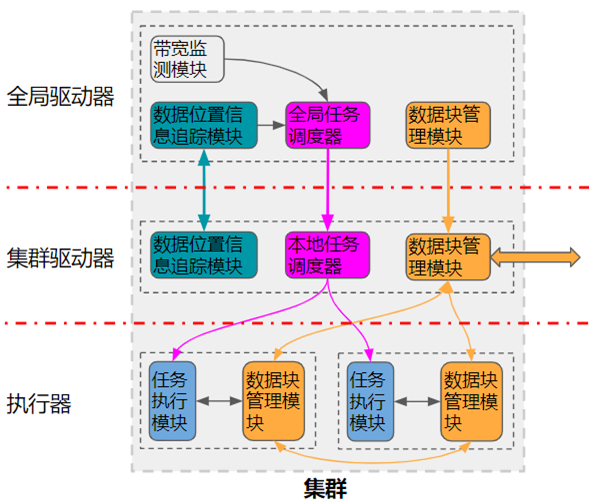 带宽监
测模块
全局驱动器
数据位置信
息追踪模块
全局任务
调度器
数据块管
理模块
集群驱动器
数据位置信
息追踪模块
本地任务
调度器
数据块管
理模块
执行器
任务
执行
模块
数据块
管理模
块
任务
执行
模块
数据块
管理模
块
集群